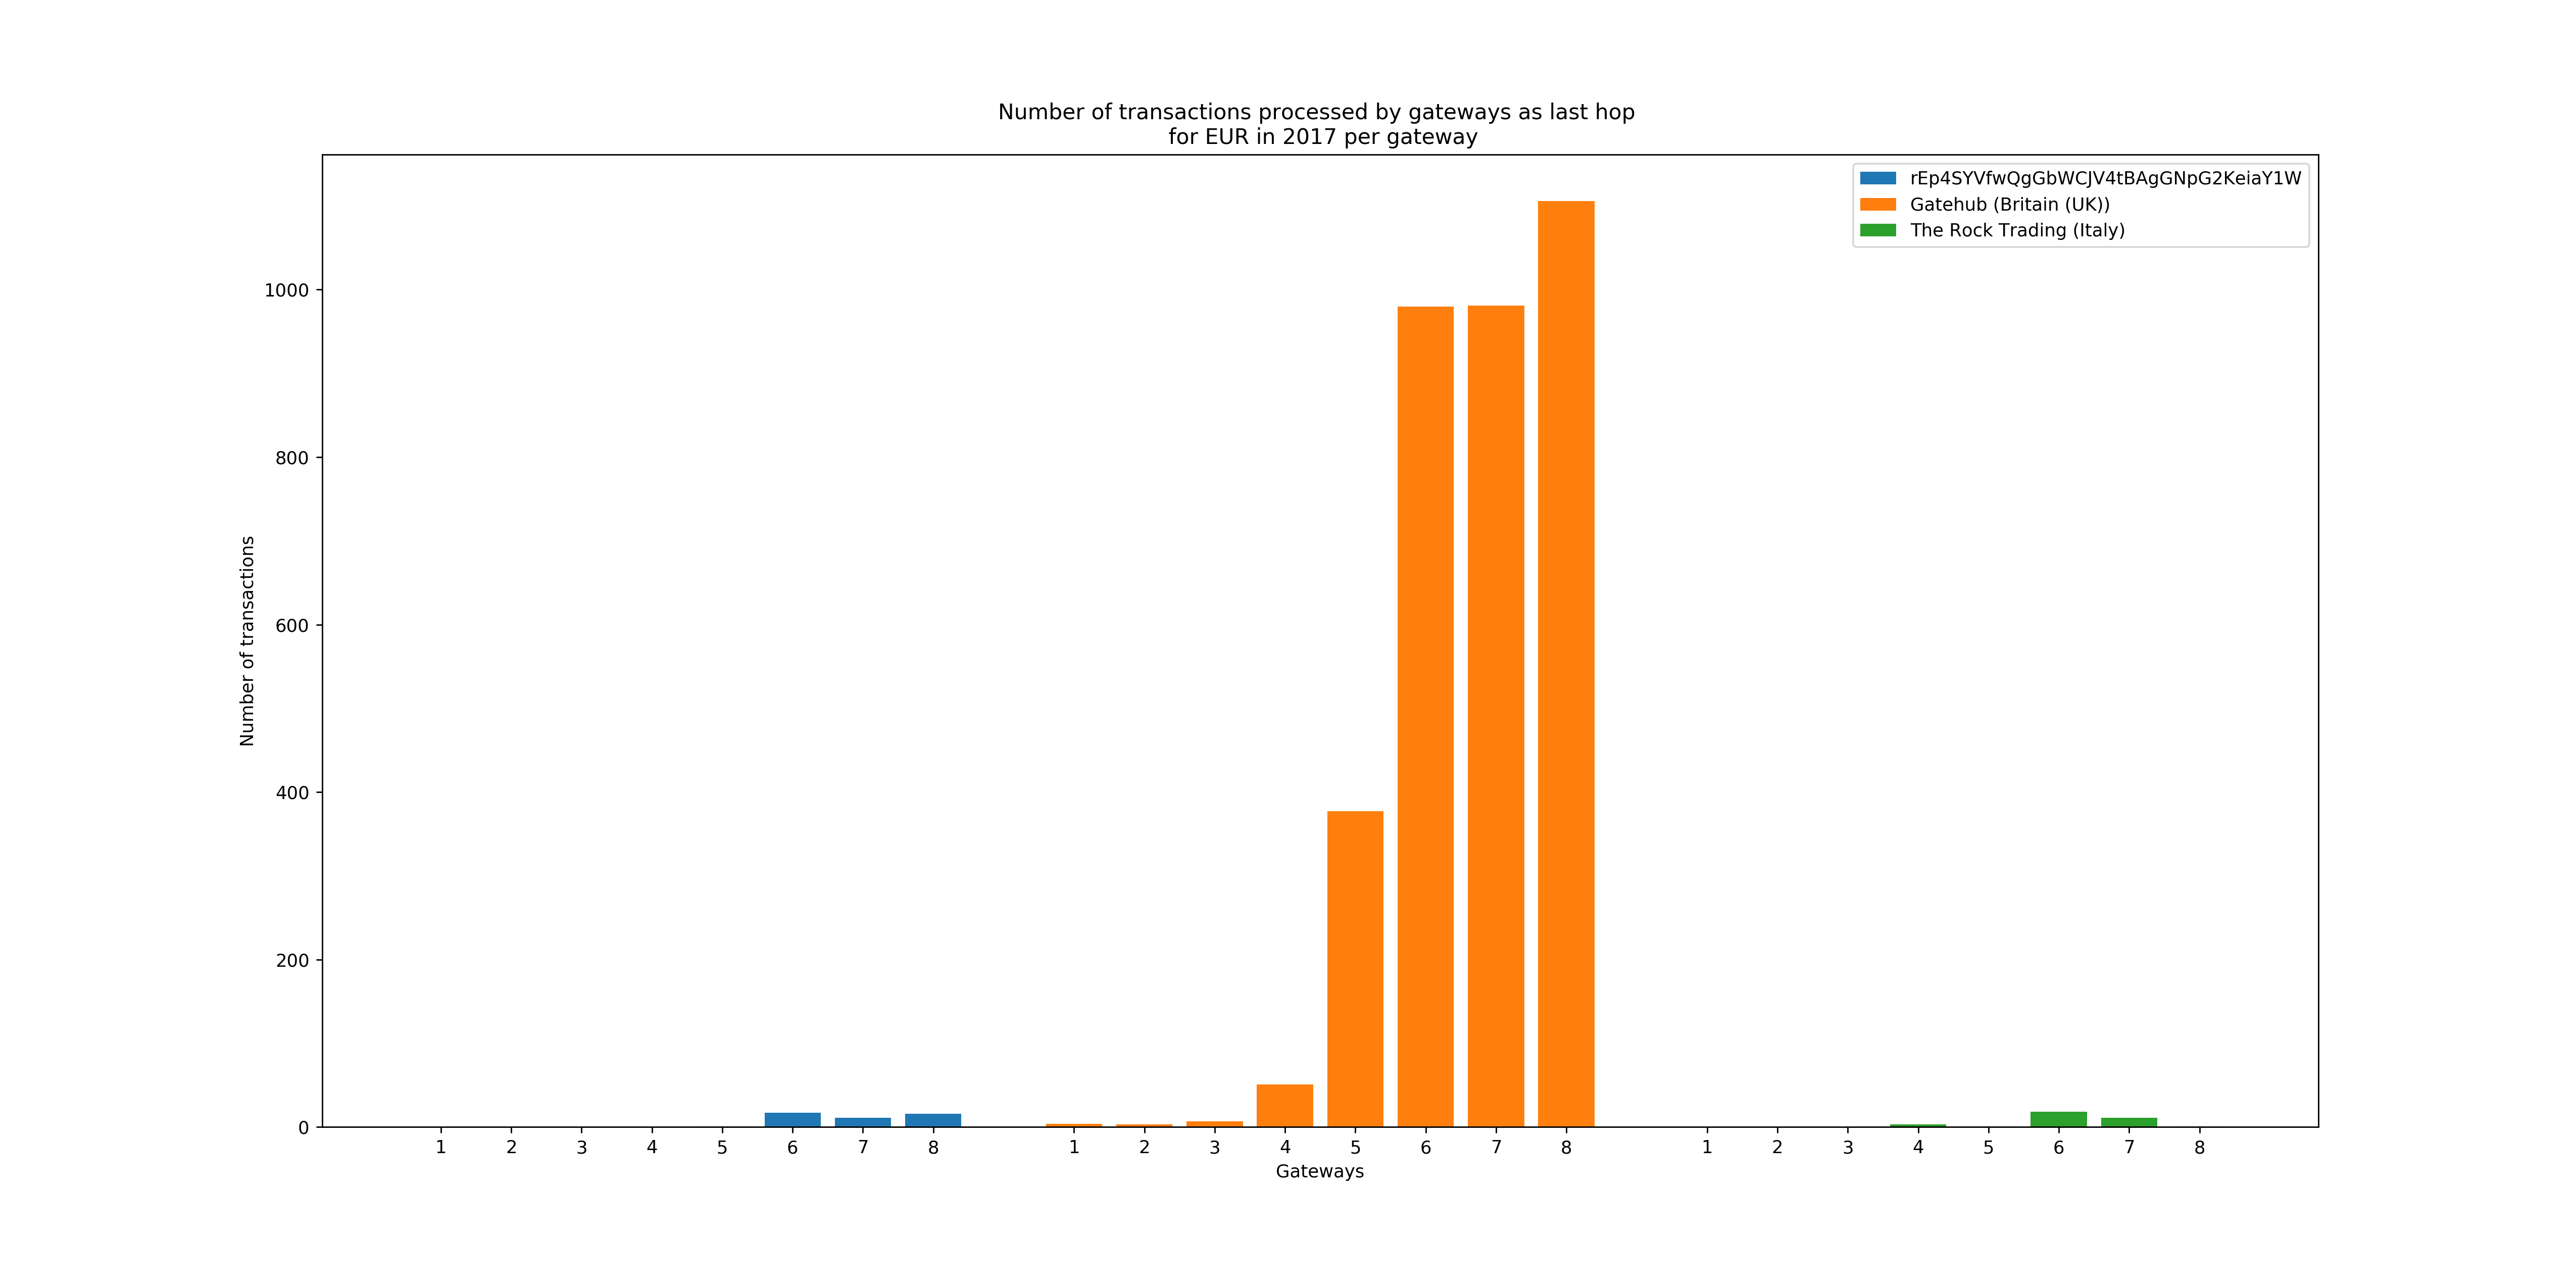 Number of transactions processed by gateways as last hop
for EUR in 2017 per gateway
rEp4SYVfwQgGbWCJV4tBAgGNpG2KeiaY1W
Gatehub (Britain (UK))
The Rock Trading (Italy)
1000
800
600
400
200
0
Number of transactions
1 2 3 4 5 6 7 8 1 2 3 4 5 6 7 8 1 2 3 4 5 6 7 8
Gateways